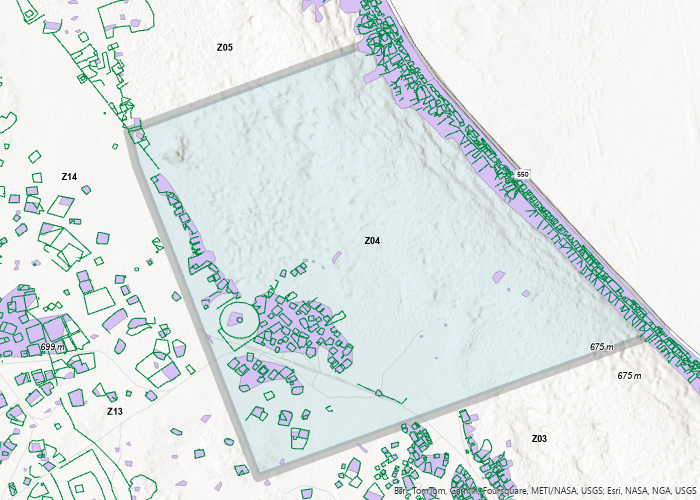 Z05
550
Z14
Z04
699 m
675 m
675 m
Z13
Z03
Esri, TomTom, Garmin, Foursquare, METI/NASA, USGS; Esri, NASA, NGA, USGS